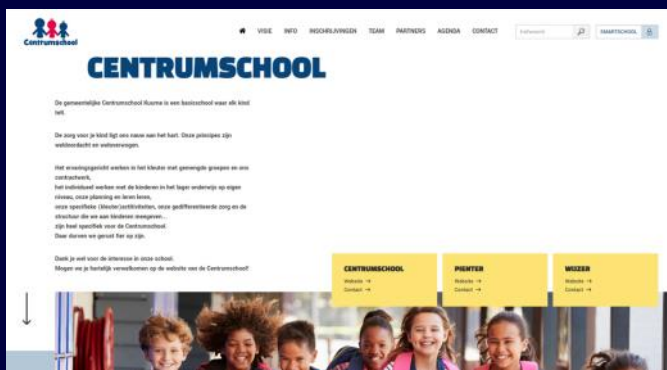 Centrumschool
VISIE INFO INSCHRIJVINGEN TEAM PARTNERS AGENDA CONTACT
Trefwoord
SMARTSCHOOL
CENTRUMSCHOOL
De gemeentelijke Centrumschool Kuurne is een basisschool waar elk kind
telt.
De zorg voor je kind ligt ons nauw aan het hart. Onze principes zijn
weldoordacht en weloverwogen.
Het ervaringsgericht werken in het kleuter met gemengde groepen en ons
contractwerk,
het individueel werken met de kinderen in het lager onderwijs op eigen
niveau, onze planning en leren leren,
onze specifieke (kleuter)activiteiten, onze gedifferentieerde zorg en de
structuur die we aan kinderen meegeven...
zijn heel specifiek voor de Centrumschool.
Daar durven we gerust fier op zijn.
Dank je wel voor de interesse in onze school.
Mogen we je hartelijk verwelkomen op de website van de Centrumschool!
CENTRUMSCHOOL
Website →
Contact →
PIENTER
Website →
Contact →
WIJZER
Website →
Contact →